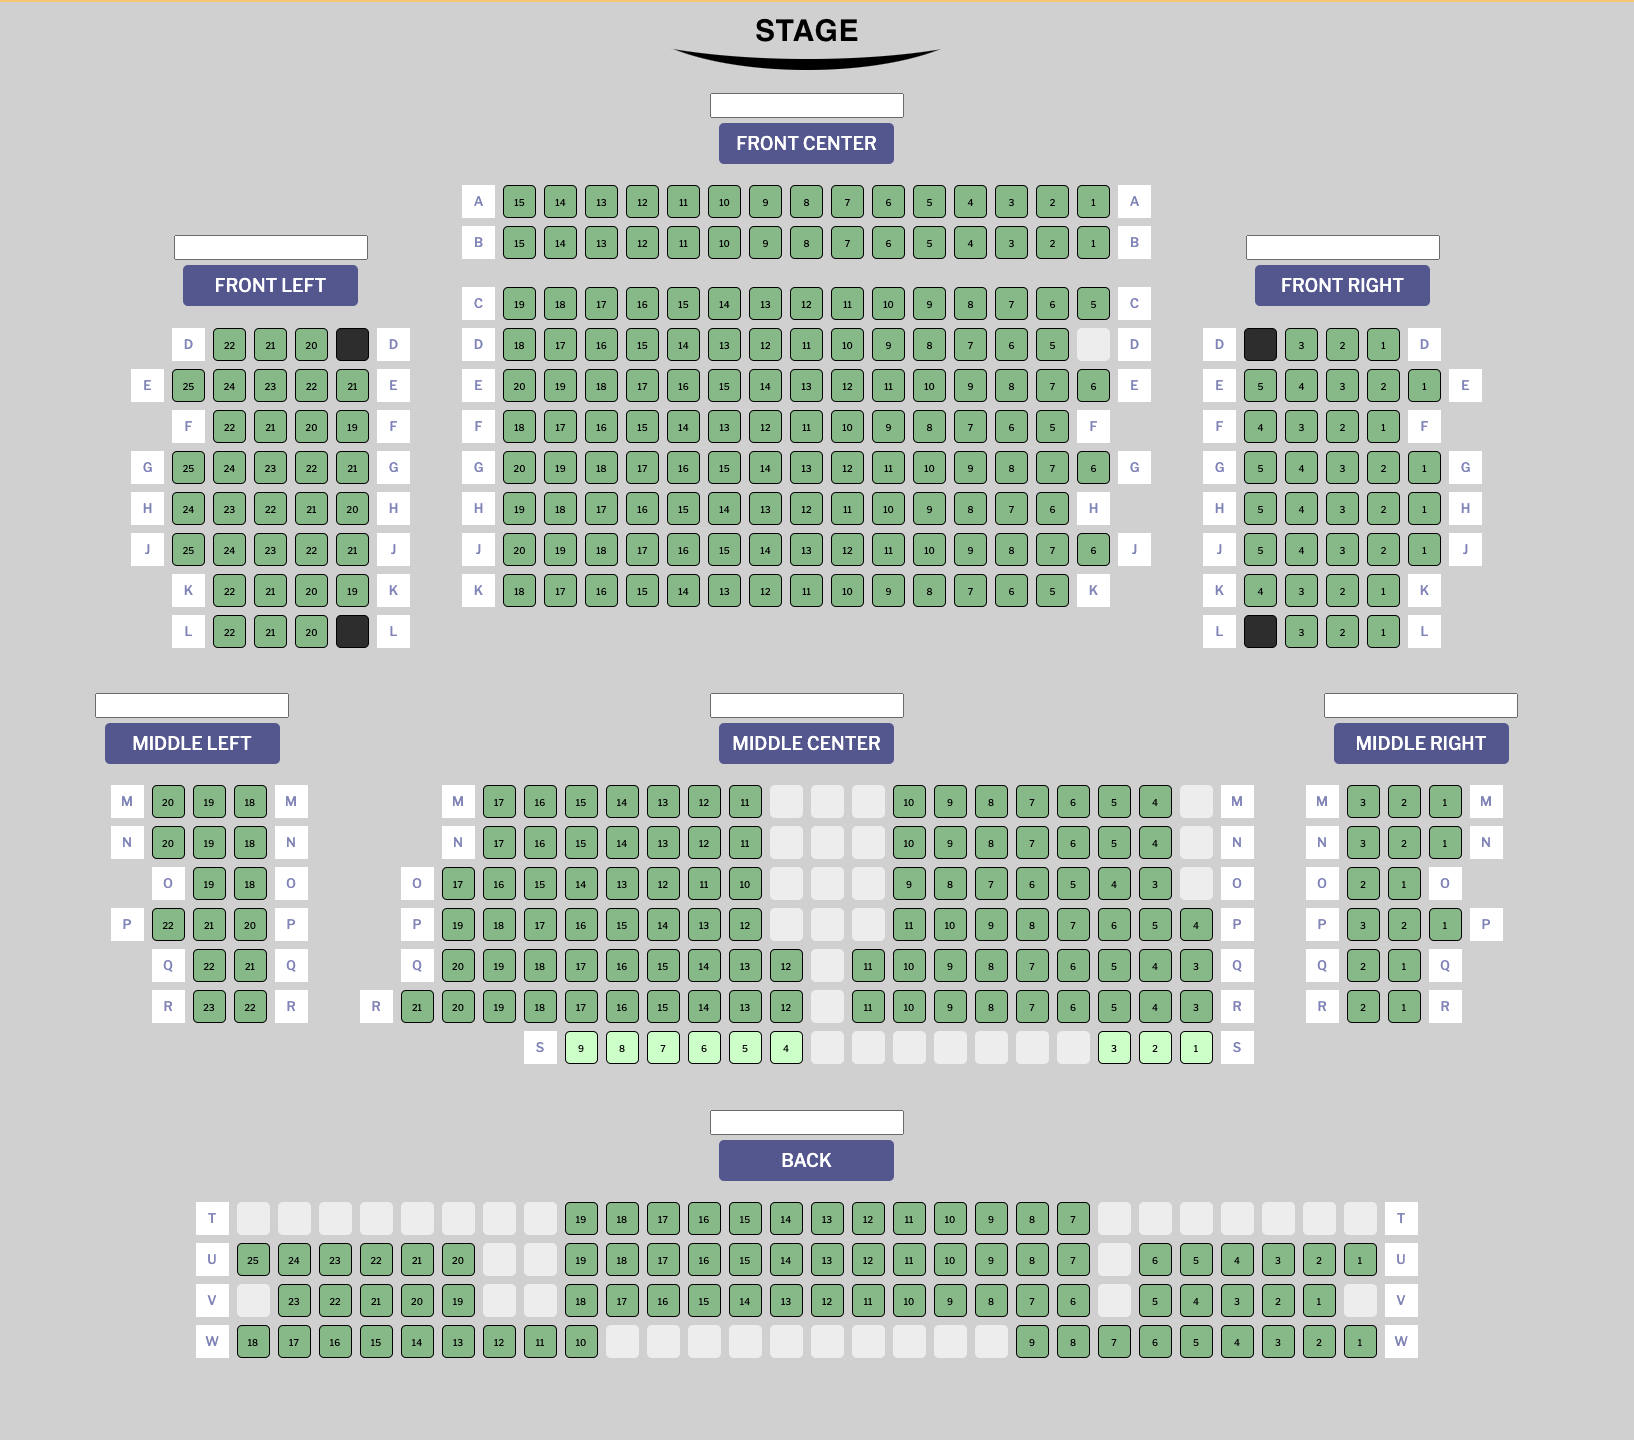 STAGE
FRONT CENTER
A 15 14 13 12 11 10 9 8 7 6 5 4 3 2 1 A
B 15 14 13 12 11 10 9 8 7 6 5 4 3 2 1 B
C 19 18 17 16 15 14 13 12 11 10 9 8 7 6 5 C
D 18 17 16 15 14 13 12 11 10 9 8 7 6 5 D
E 20 19 18 17 16 15 14 13 12 11 10 9 8 7 6 E
F 18 17 16 15 14 13 12 11 10 9 8 7 6 5 F
G 20 19 18 17 16 15 14 13 12 11 10 9 8 7 6 G
H 19 18 17 16 15 14 13 12 11 10 9 8 7 6 H
J 20 19 18 17 16 15 14 13 12 11 10 9 8 7 6 J
K 18 17 16 15 14 13 12 11 10 9 8 7 6 5 K
FRONT LEFT
D 22 21 20 D
E 25 24 23 22 21 E
F 22 21 20 19 F
G 25 24 23 22 21 G
H 24 23 22 21 20 H
J 25 24 23 22 21 J
K 22 21 20 19 K
L 22 21 20 L
FRONT RIGHT
D 3 2 1 D
E 5 4 3 2 1 E
F 4 3 2 1 F
G 5 4 3 2 1 G
H 5 4 3 2 1 H
J 5 4 3 2 1 J
K 4 3 2 1 K
L 3 2 1 L
MIDDLE LEFT
M 20 19 18 M
N 20 19 18 N
O 19 18 O
P 22 21 20 P
Q 22 21 Q
R 23 22 R
MIDDLE CENTER
M 17 16 15 14 13 12 11 10 9 8 7 6 5 4 M
N 17 16 15 14 13 12 11 10 9 8 7 6 5 4 N
O 17 16 15 14 13 12 11 10 9 8 7 6 5 4 3 O
P 19 18 17 16 15 14 13 12 11 10 9 8 7 6 5 4 P
Q 20 19 18 17 16 15 14 13 12 11 10 9 8 7 6 5 4 3 Q
R 21 20 19 18 17 16 15 14 13 12 11 10 9 8 7 6 5 4 3 R
S 9 8 7 6 5 4 3 2 1 S
MIDDLE RIGHT
M 3 2 1 M
N 3 2 1 N
O 2 1 O
P 3 2 1 P
Q 2 1 Q
R 2 1 R
BACK
T 19 18 17 16 15 14 13 12 11 10 9 8 7 T
U 25 24 23 22 21 20 19 18 17 16 15 14 13 12 11 10 9 8 7 6 5 4 3 2 1 U
V 23 22 21 20 19 18 17 16 15 14 13 12 11 10 9 8 7 6 5 4 3 2 1 V
W 18 17 16 15 14 13 12 11 10 9 8 7 6 5 4 3 2 1 W